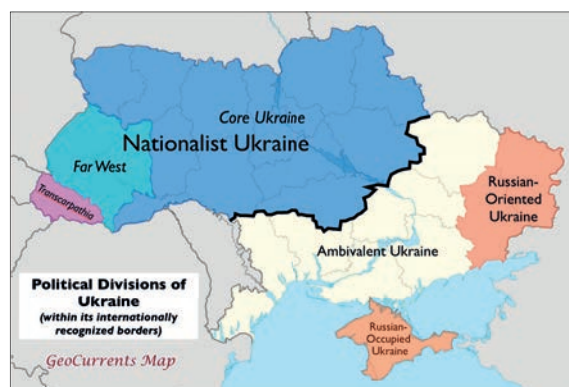 Core Ukraine
Nationalist Ukraine
Far West
Transcarpathia
Russian-
Oriented
Ukraine
Ambivalent Ukraine
Russian-
Occupied
Ukraine
Political Divisions of
Ukraine
(within its internationally
recognized borders)
GeoCurrents Map